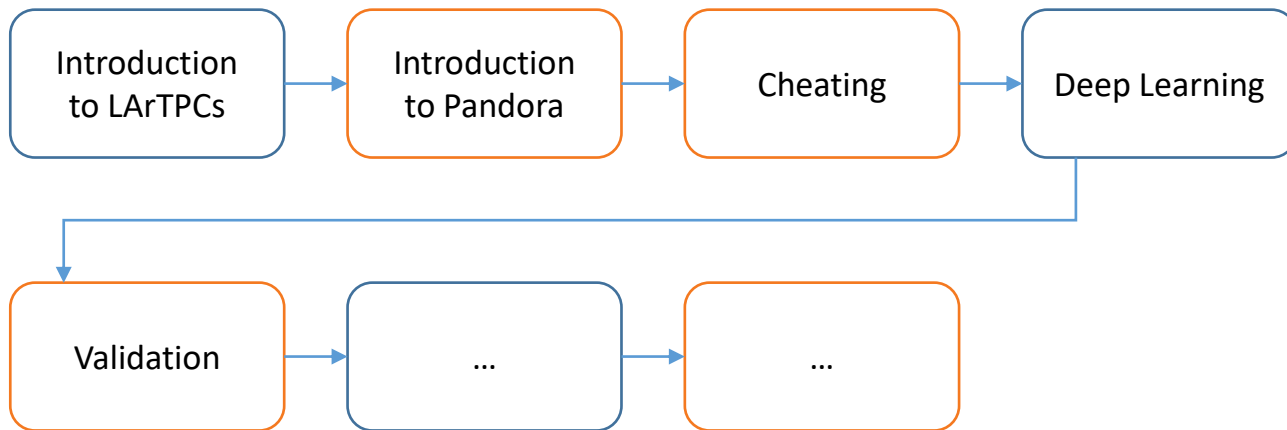 Introduction
to LArTPCs
Introduction
to Pandora
Cheating
Deep Learning
Validation
...
...